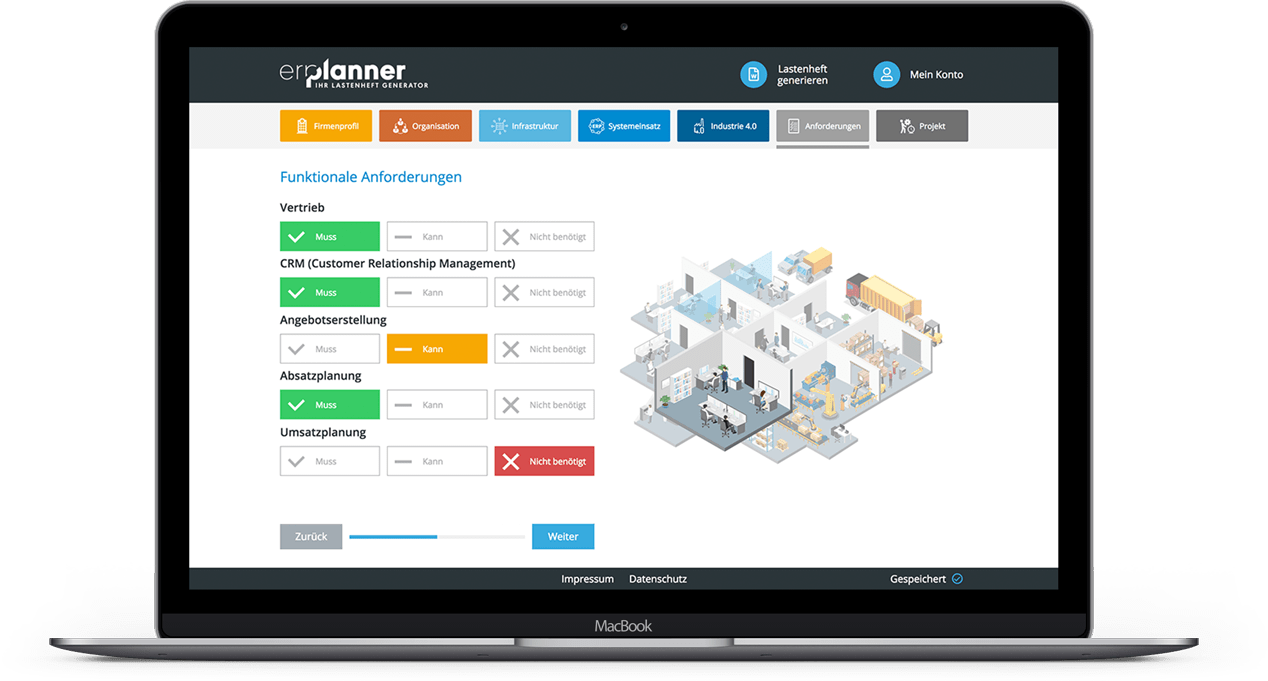 erplanner
IHR LASTENHEFT GENERATOR
Lastenheft
generieren
Mein Konto
Firmenprofil
Organisation
Infrastruktur
ERP
Systemeinsatz
Industrie 4.0
Anforderungen
Projekt
Funktionale Anforderungen
Vertrieb
Muss
Kann
Nicht benötigt
CRM (Customer Relationship Management)
Muss
Kann
Nicht benötigt
Angebotserstellung
Muss
Kann
Nicht benötigt
Absatzplanung
Muss
Kann
Nicht benötigt
Umsatzplanung
Muss
Kann
Nicht benötigt
Zurück
Weiter
Impressum
Datenschutz
Gespeichert
MacBook